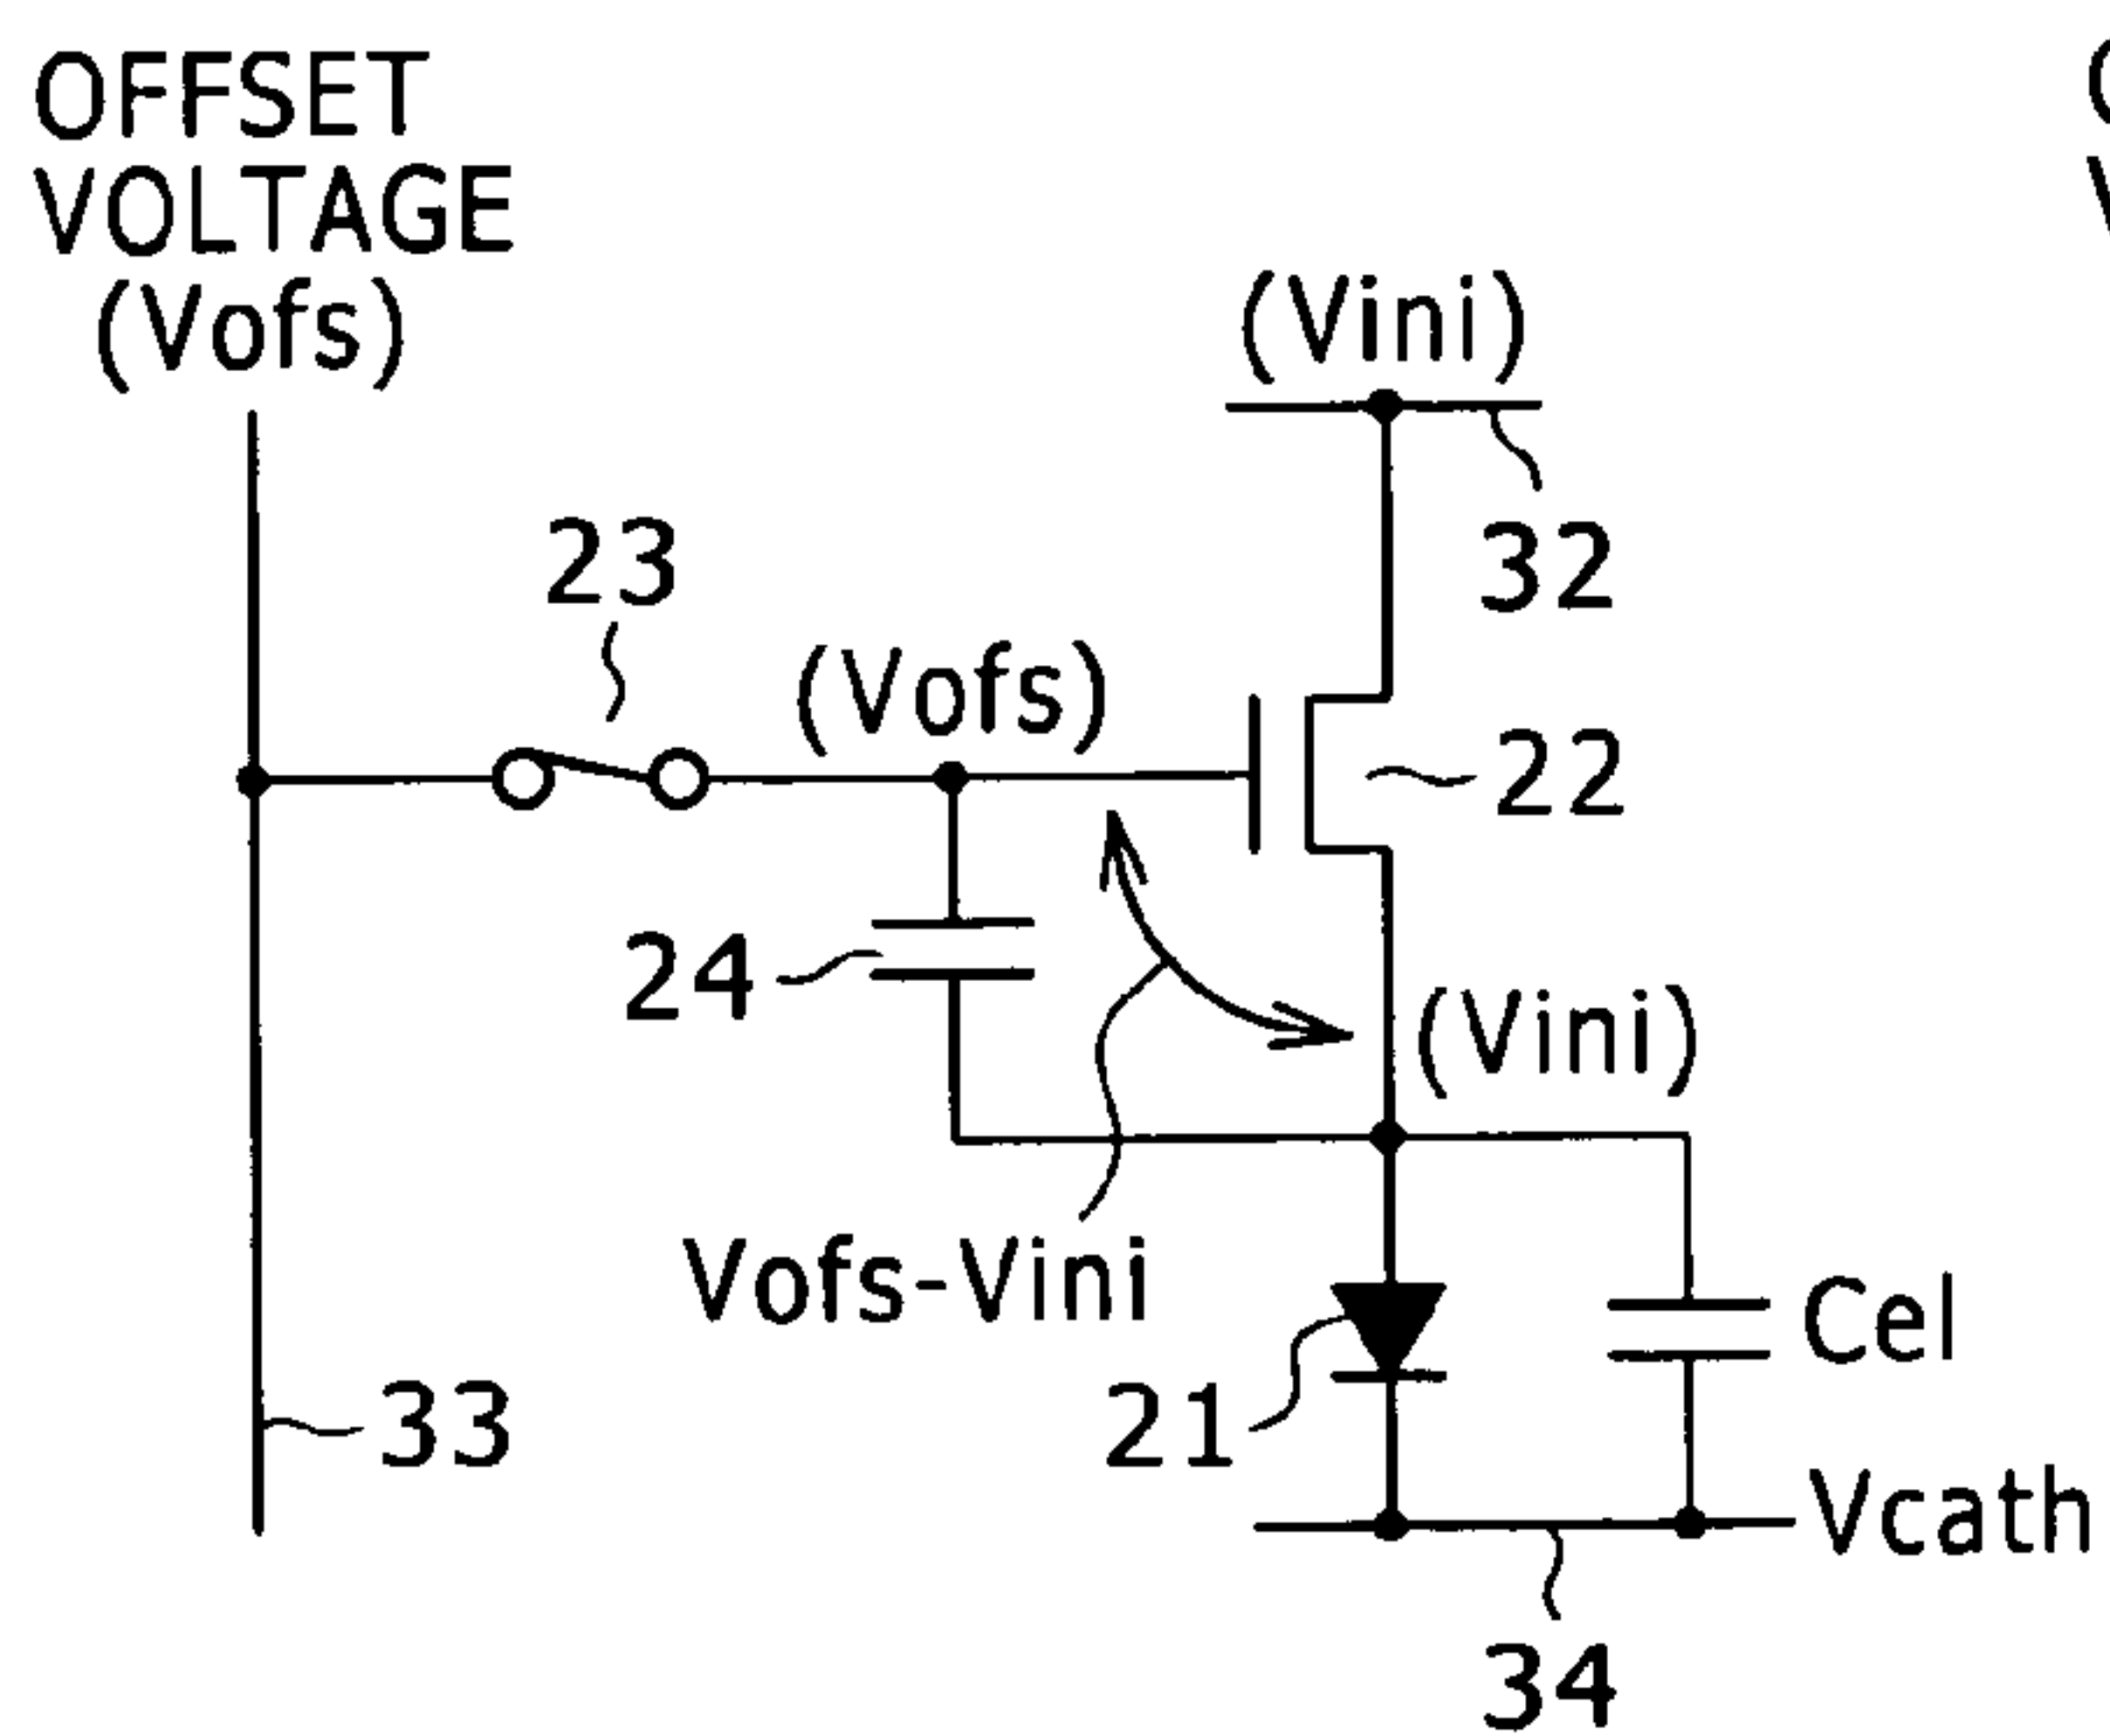 OFFSET
VOLTAGE
(Vofs)
(Vini)
32
23
(Vofs)
22
24
(Vini)
Vofs-Vini
Cel
21
33
Vcath
34